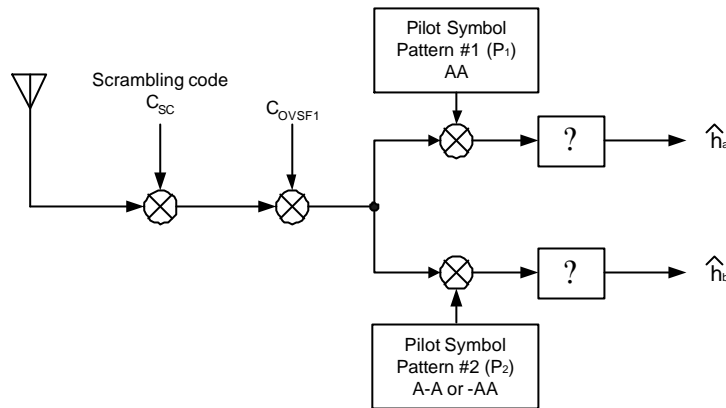 Pilot Symbol
Pattern #1 (P1)
AA
Scrambling code
CSC
COVSF1
?
ĥa
?
ĥb
Pilot Symbol
Pattern #2 (P2)
A-A or -AA